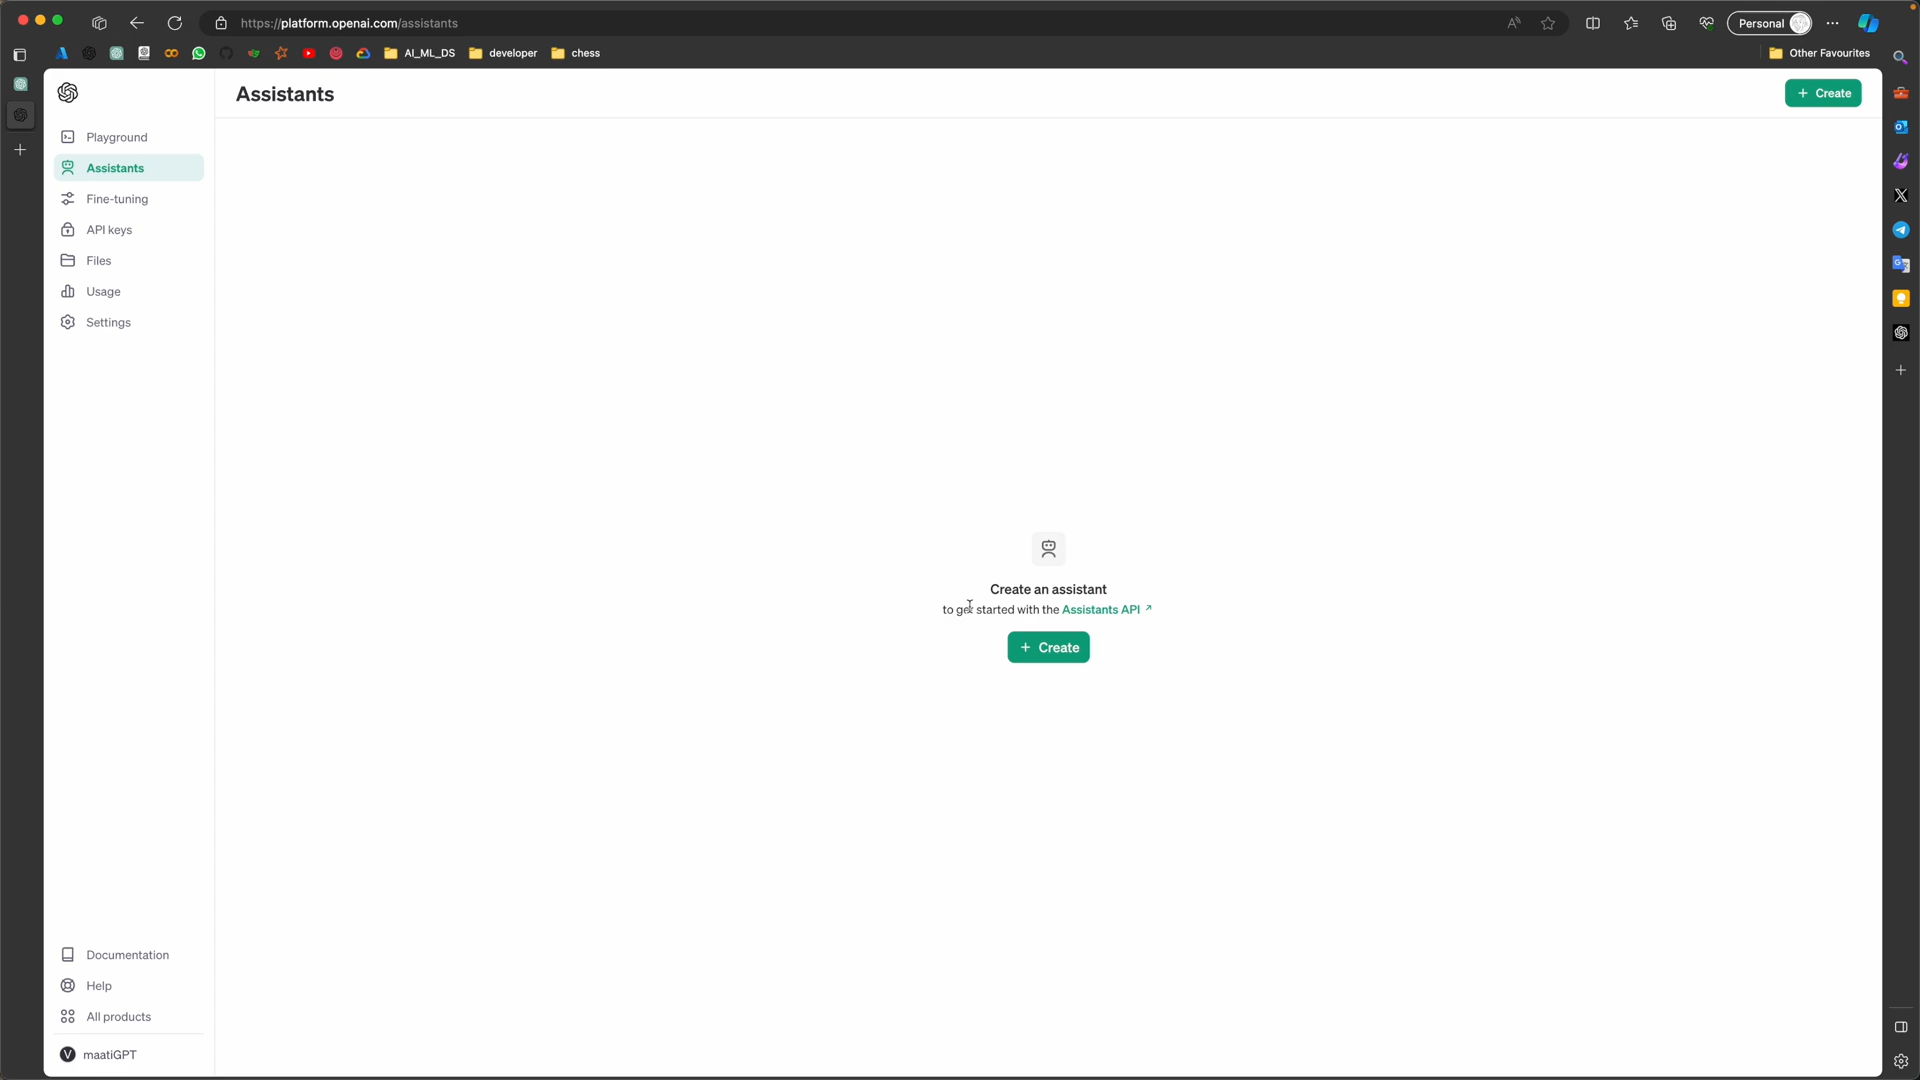 https://platform.openai.com/assistants
Personal
AI_ML_DS
developer
chess
Other Favourites
Assistants
+ Create
Playground
Assistants
Fine-tuning
API keys
Files
Usage
Settings
Create an assistant
to get started with the Assistants API ↗
+ Create
Documentation
Help
All products
V maatiGPT